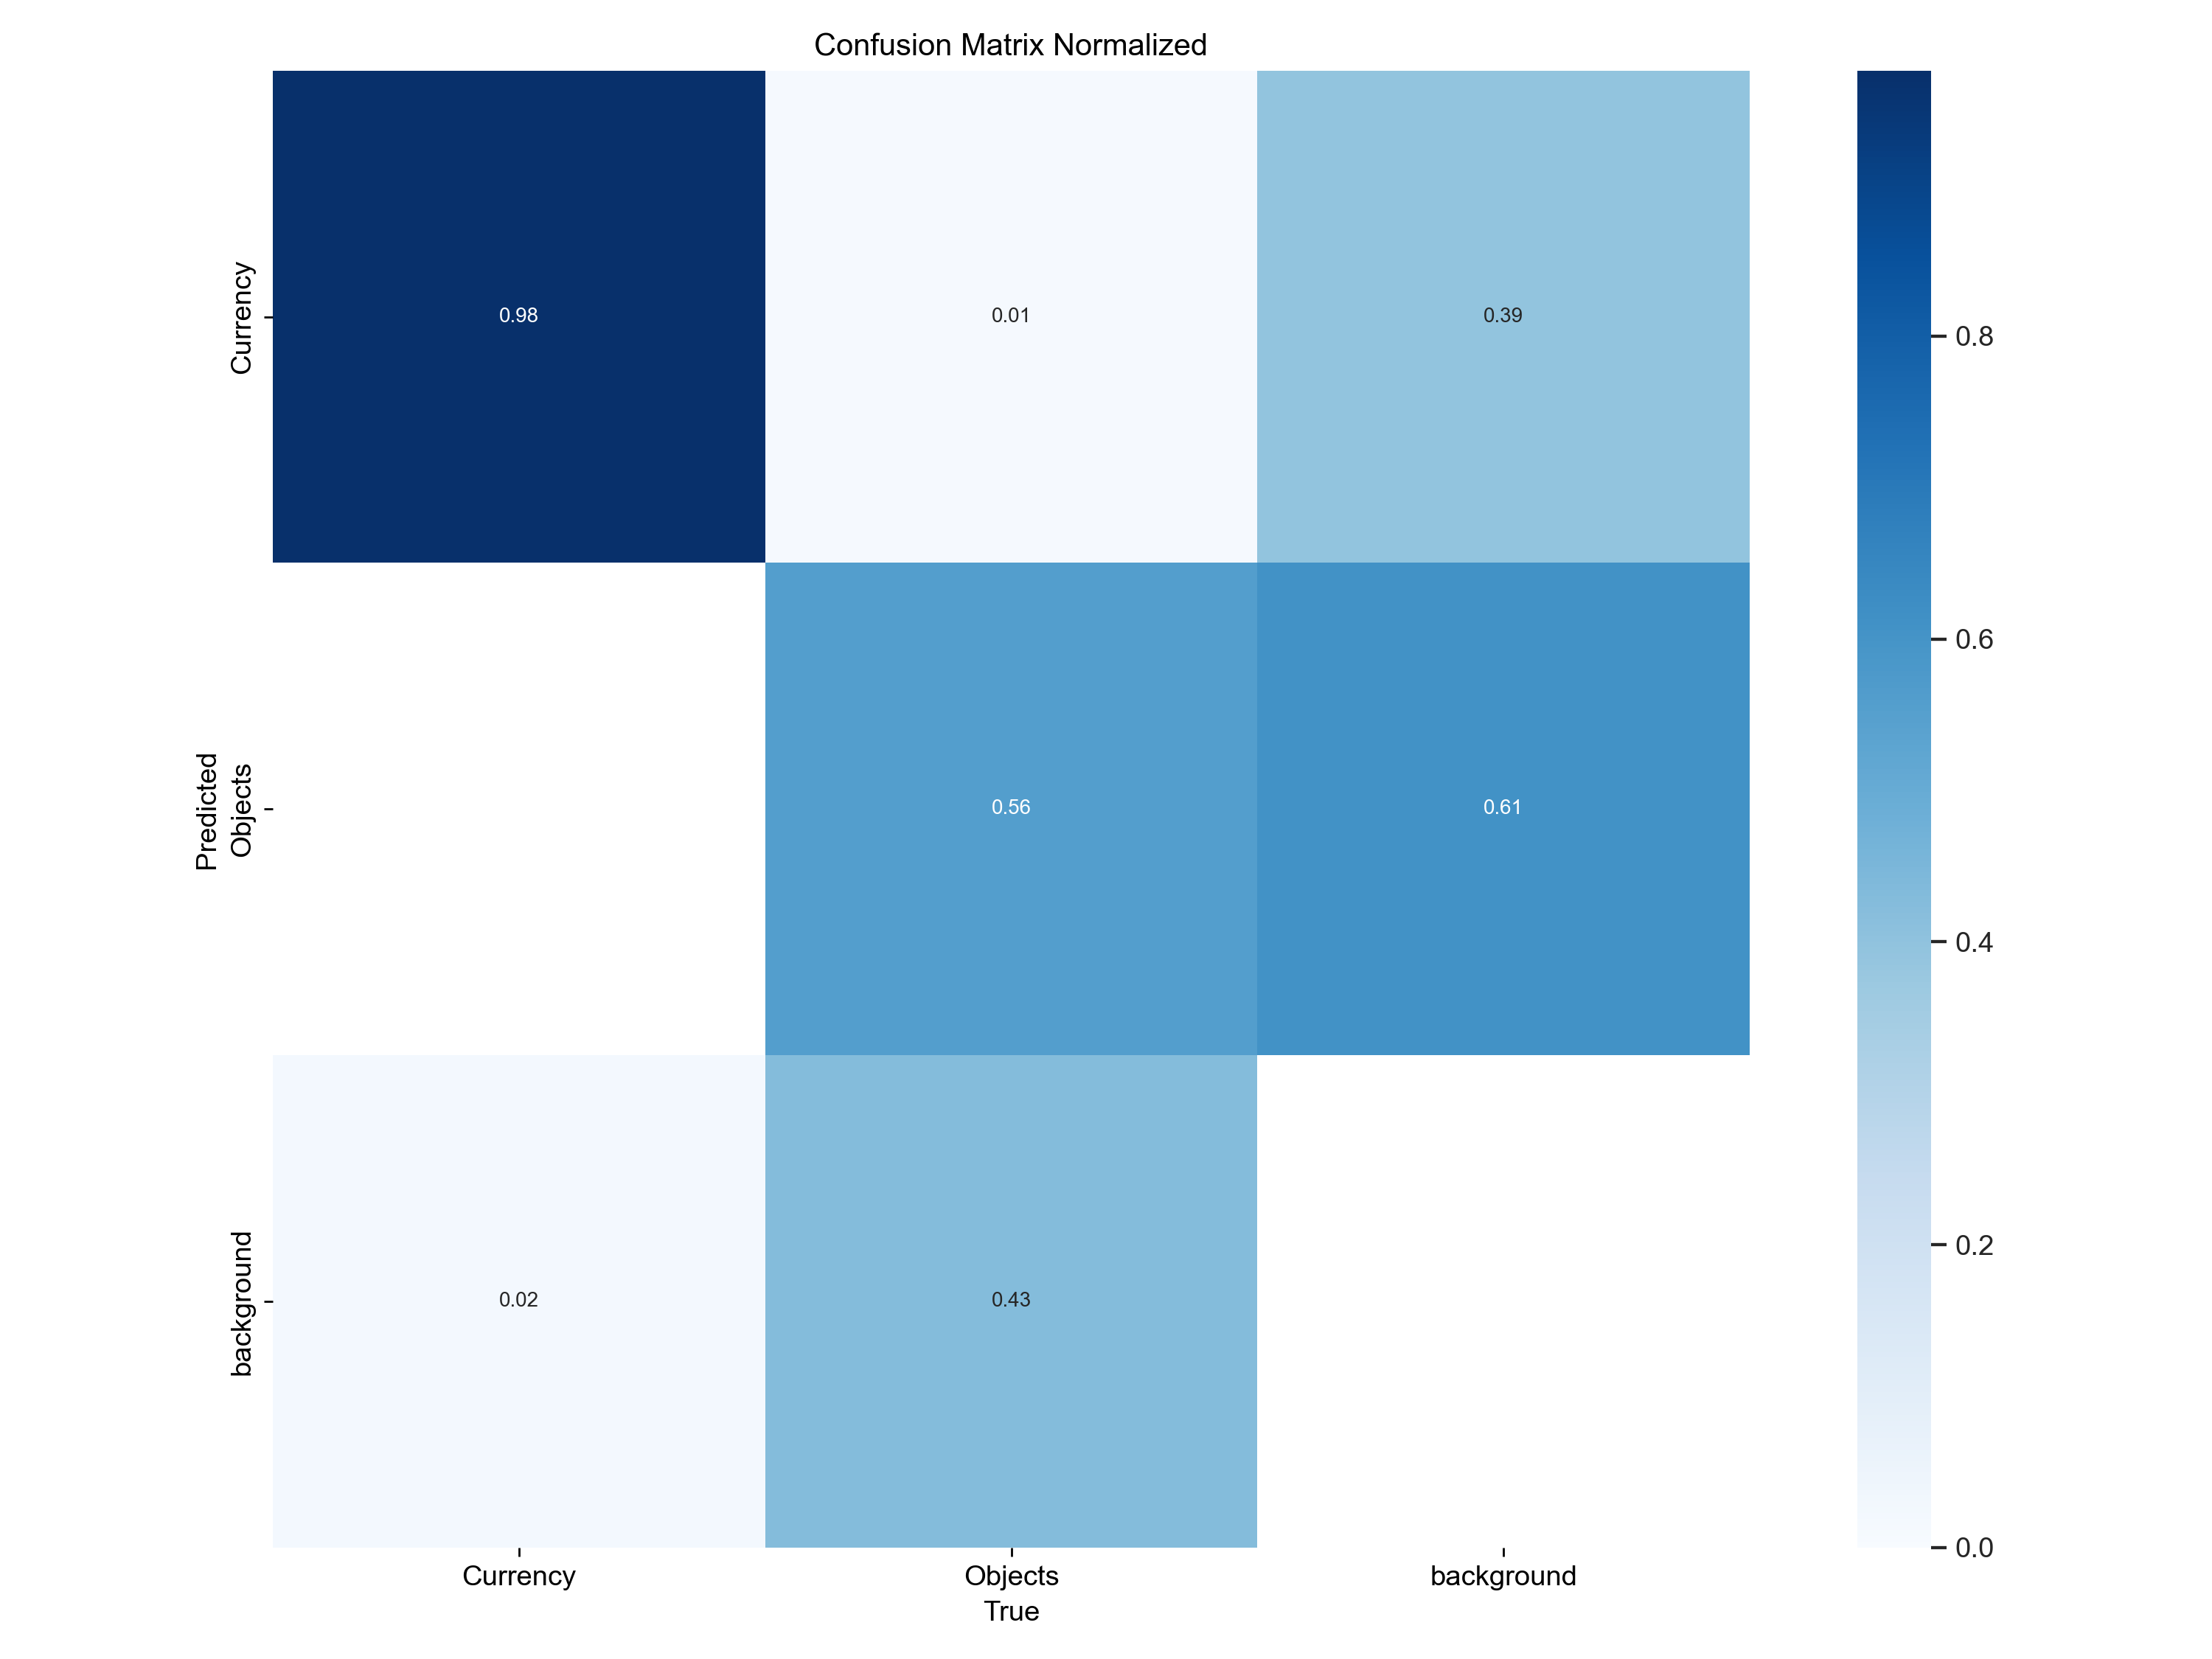 Confusion Matrix Normalized
Currency
0.98
0.01
0.39
0.8
0.6
Predicted
Objects
0.56
0.61
0.4
background
0.02
0.43
0.2
0.0
Currency
Objects
background
True